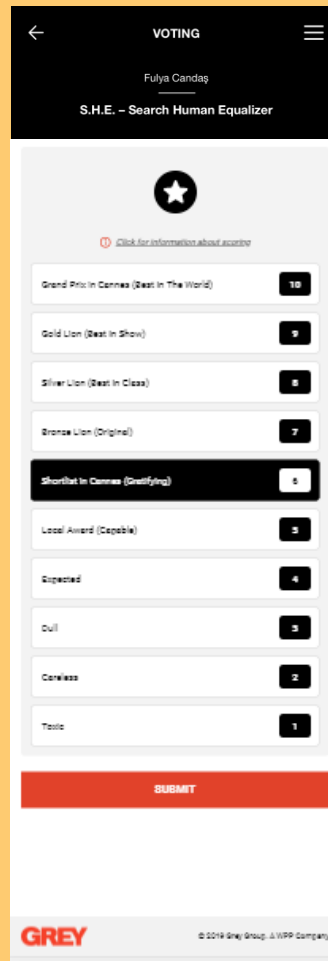 VOTING
Fulya Candaş
S.H.E. – Search Human Equalizer
Click for information about scoring
Grand Prix in Cannes (Best In The World) 10
Gold Lion (Best in Show) 9
Silver Lion (Best in Class) 8
Bronze Lion (Original) 7
Shortlist in Cannes (Gratifying) 6
Local Award (Capable) 5
Expected 4
Dull 3
Careless 2
Toxic 1
SUBMIT
GREY
© 2019 Grey Group. A WPP Company